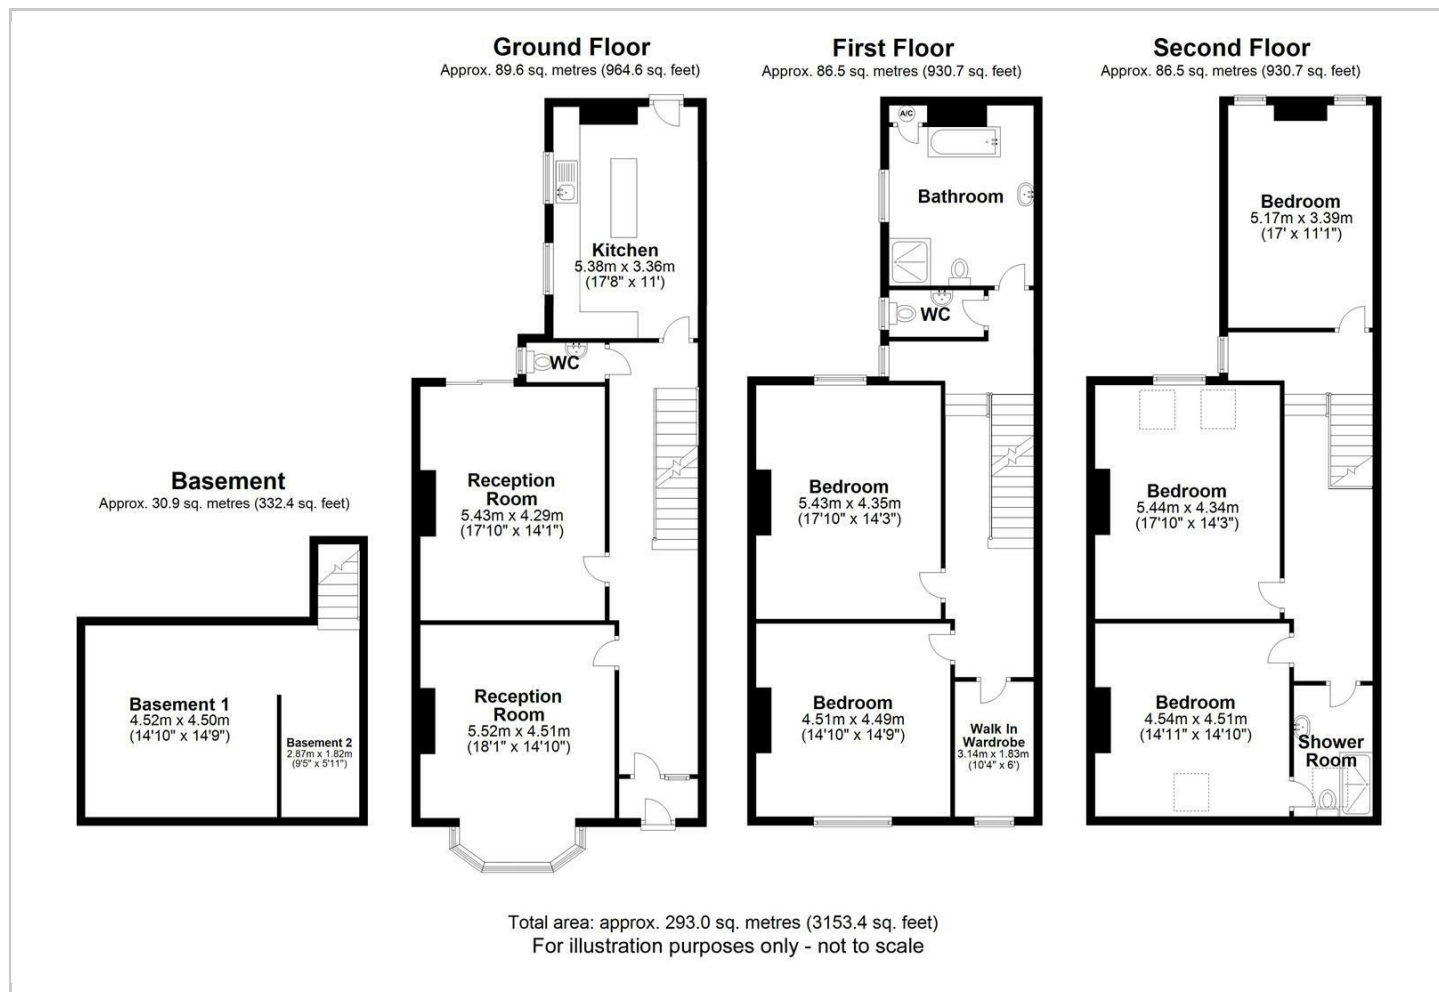 Ground Floor
Approx. 89.6 sq. metres (964.6 sq. feet)
Kitchen
5.38m x 3.36m
(17'8" x 11')
WC
Reception
Room
5.43m x 4.29m
(17'10" x 14'1")
Reception
Room
5.52m x 4.51m
(18'1" x 14'10")
First Floor
Approx. 86.5 sq. metres (930.7 sq. feet)
A/C
Bathroom
WC
Bedroom
5.43m x 4.35m
(17'10" x 14'3")
Bedroom
4.51m x 4.49m
(14'10" x 14'9")
Walk In
Wardrobe
3.14m x 1.83m
(10'4" x 6')
Second Floor
Approx. 86.5 sq. metres (930.7 sq. feet)
Bedroom
5.17m x 3.39m
(17' x 11'1")
Bedroom
5.44m x 4.34m
(17'10" x 14'3")
Bedroom
4.54m x 4.51m
(14'11" x 14'10")
Shower
Room
Basement
Approx. 30.9 sq. metres (332.4 sq. feet)
Basement 1
4.52m x 4.50m
(14'10" x 14'9")
Basement 2
2.87m x 1.82m
(9'5" x 5'11")
Total area: approx. 293.0 sq. metres (3153.4 sq. feet)
For illustration purposes only - not to scale